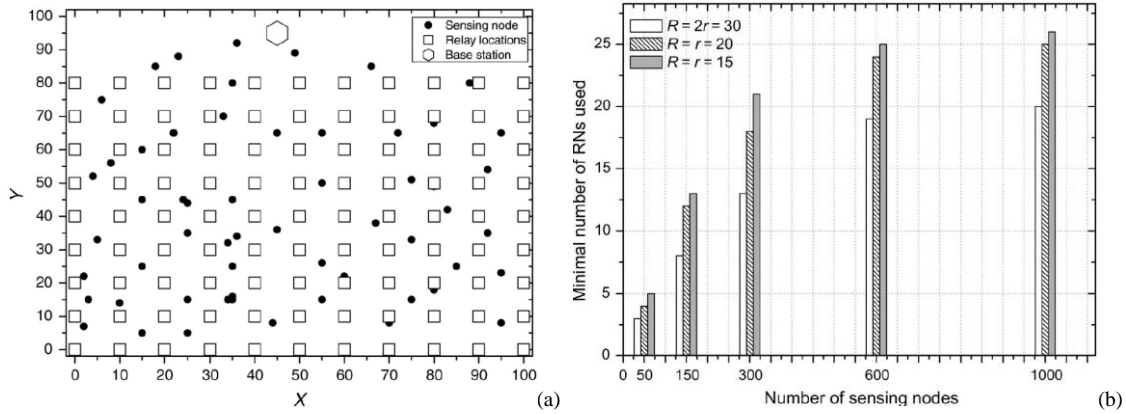 100
90
80
70
60
50
40
30
20
10
0
Y
Sensing node
Relay locations
Base station
0 10 20 30 40 50 60 70 80 90 100
X
(a)
25
20
15
10
5
0
Minimal number of RNs used
R = 2r = 30
R = r = 20
R = r = 15
0 50 150 300 600 1000
Number of sensing nodes
(b)